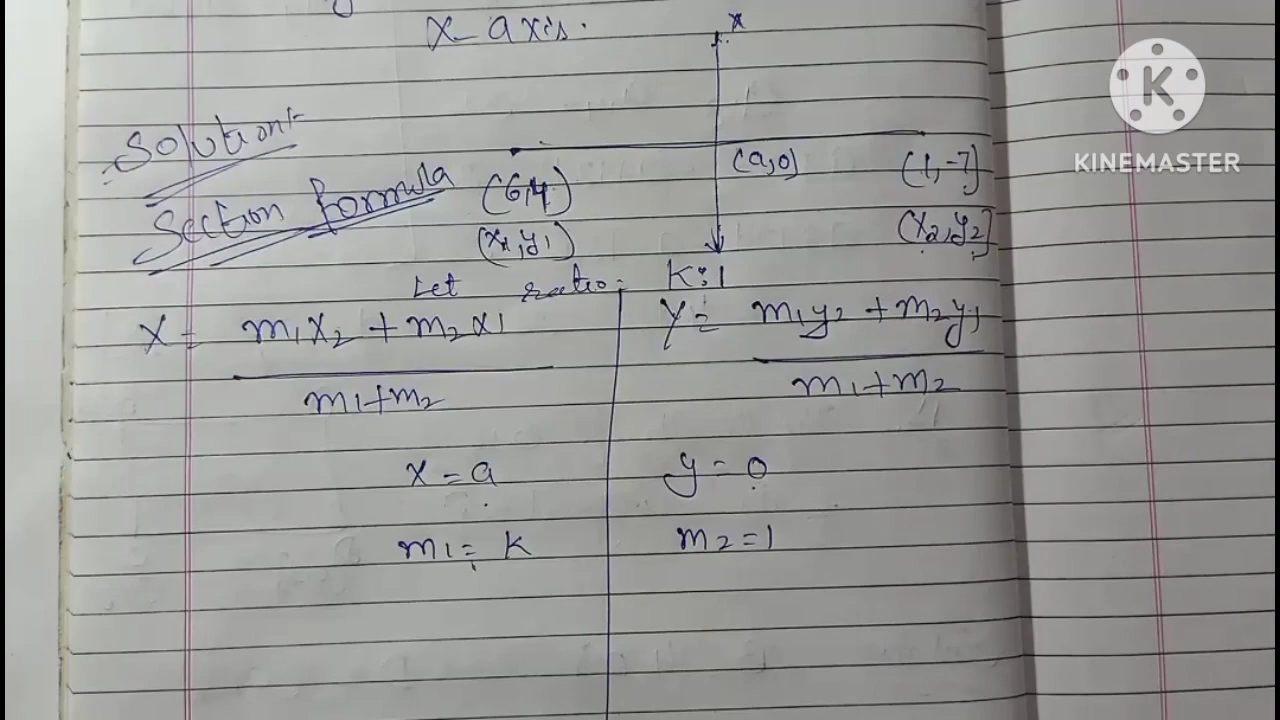 x-axis.
x
Solution:-
(a,0)
(1,-7)
Section formula
(6,4)
(x1,y1)
(x2,y2)
Let ratio = K:1
X = m1x2 + m2x1
m1+m2
Y = m1y2 + m2y1
m1+m2
x = a
y = 0
m1 = K
m2 = 1
K
KINEMASTER